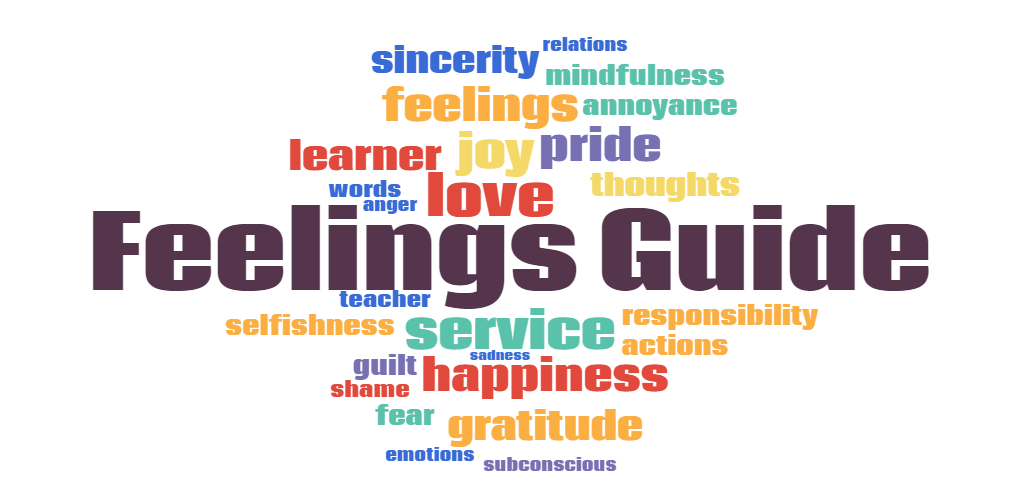 relations
sincerity
mindfulness
feelings
annoyance
joy
pride
learner
thoughts
words
love
anger
Feelings Guide
teacher
selfishness
service
responsibility
actions
sadness
guilt
happiness
shame
fear
gratitude
emotions
subconscious